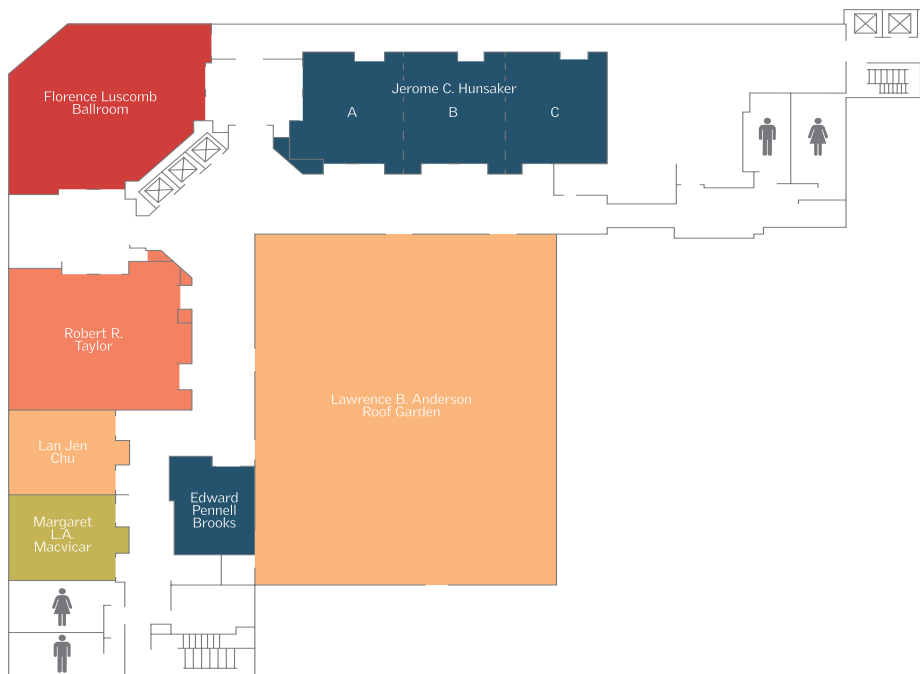 Florence Luscomb
Ballroom
Jerome C. Hunsaker
A
B
C
Robert R.
Taylor
Lawrence B. Anderson
Roof Garden
Lan Jen
Chu
Edward
Pennell
Brooks
Margaret
L.A.
Macvicar